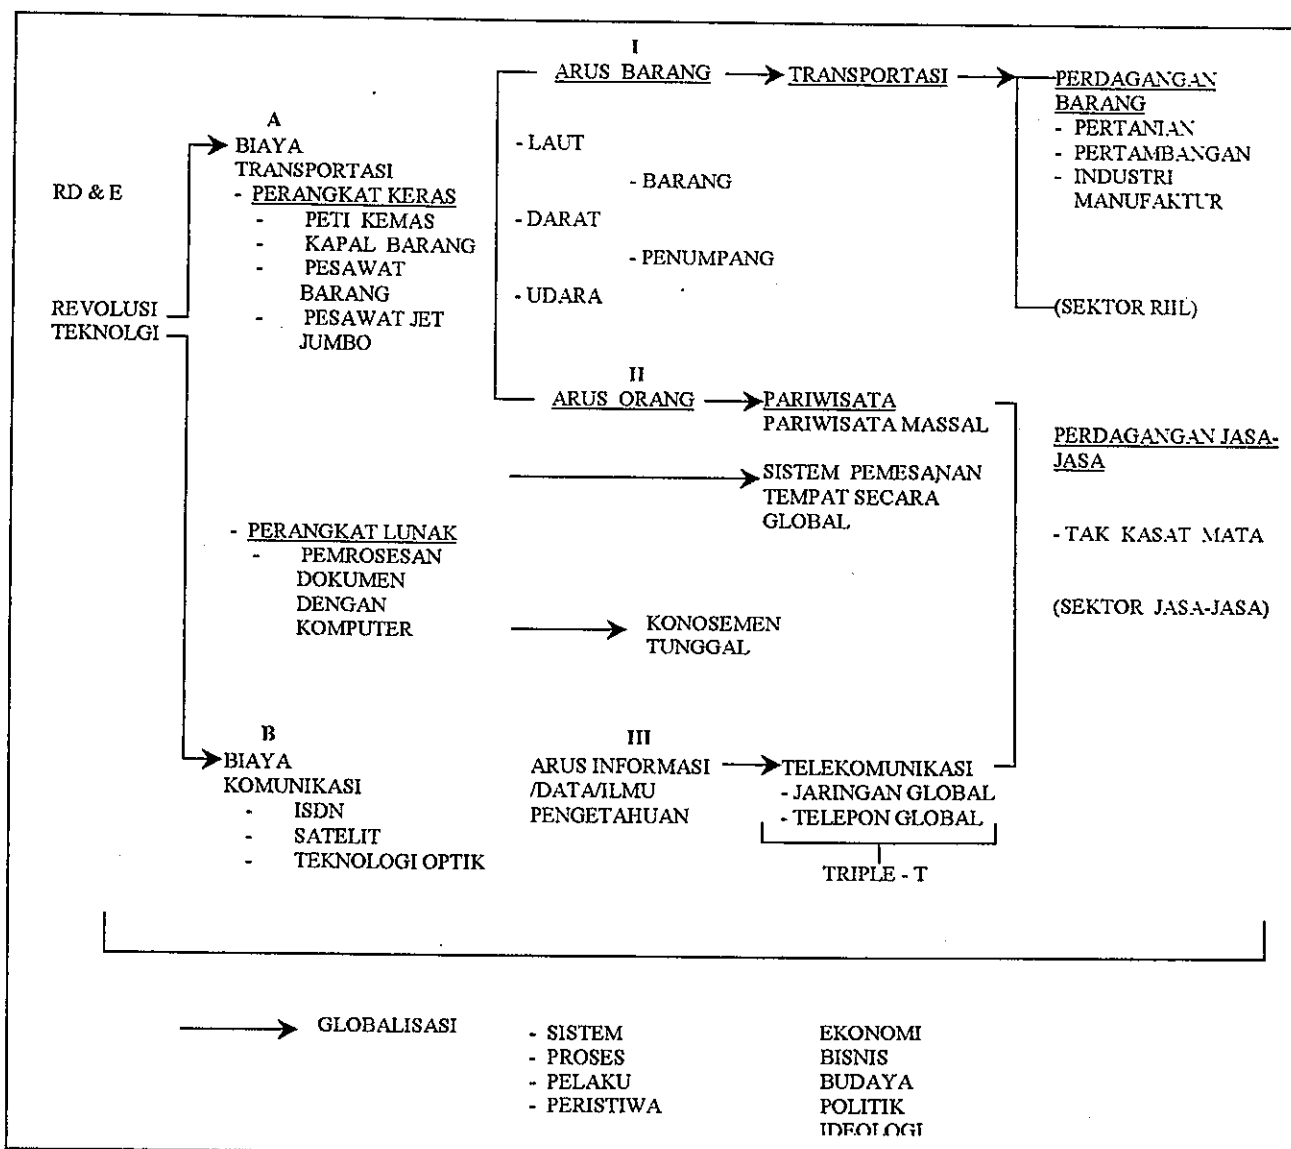 I
ARUS BARANG
TRANSPORTASI
PERDAGANGAN
BARANG
- PERTANIAN
- PERTAMBANGAN
- INDUSTRI
MANUFAKTUR
(SEKTOR RIIL)
RD & E
REVOLUSI
TEKNOLGI
A
BIAYA
TRANSPORTASI
- PERANGKAT KERAS
- PETI KEMAS
- KAPAL BARANG
- PESAWAT
BARANG
- PESAWAT JET
JUMBO
- LAUT
- BARANG
- DARAT
- PENUMPANG
- UDARA
II
ARUS ORANG
PARIWISATA
PARIWISATA MASSAL
SISTEM PEMESANAN
TEMPAT SECARA
GLOBAL
PERDAGANGAN JASA-
JASA
- TAK KASAT MATA
(SEKTOR JASA-JASA)
- PERANGKAT LUNAK
- PEMROSESAN
DOKUMEN
DENGAN
KOMPUTER
KONOSEMEN
TUNGGAL
B
BIAYA
KOMUNIKASI
- ISDN
- SATELIT
- TEKNOLOGI OPTIK
III
ARUS INFORMASI
/DATA/ILMU
PENGETAHUAN
TELEKOMUNIKASI
- JARINGAN GLOBAL
- TELEPON GLOBAL
TRIPLE - T
GLOBALISASI
- SISTEM
- PROSES
- PELAKU
- PERISTIWA
EKONOMI
BISNIS
BUDAYA
POLITIK
IDEOLOGI